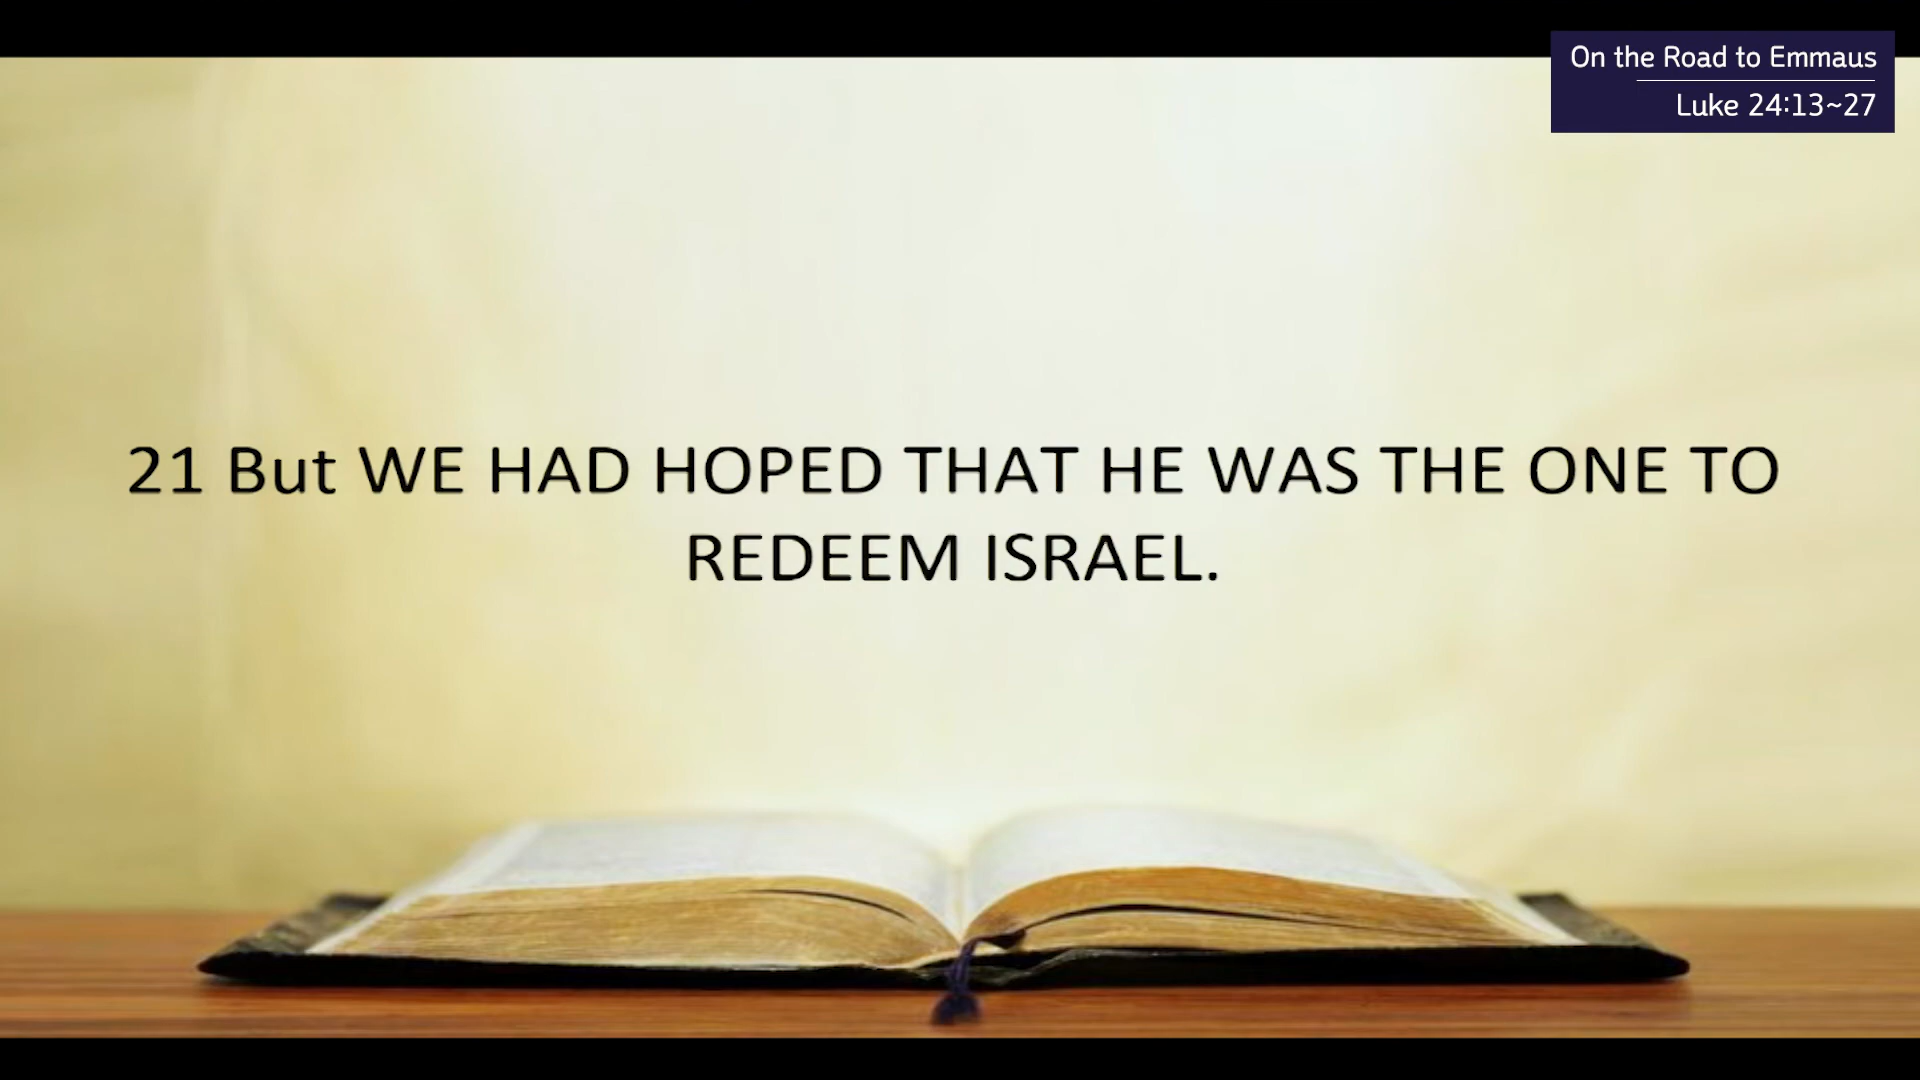 On the Road to Emmaus
Luke 24:13~27
21 But WE HAD HOPED THAT HE WAS THE ONE TO
REDEEM ISRAEL.